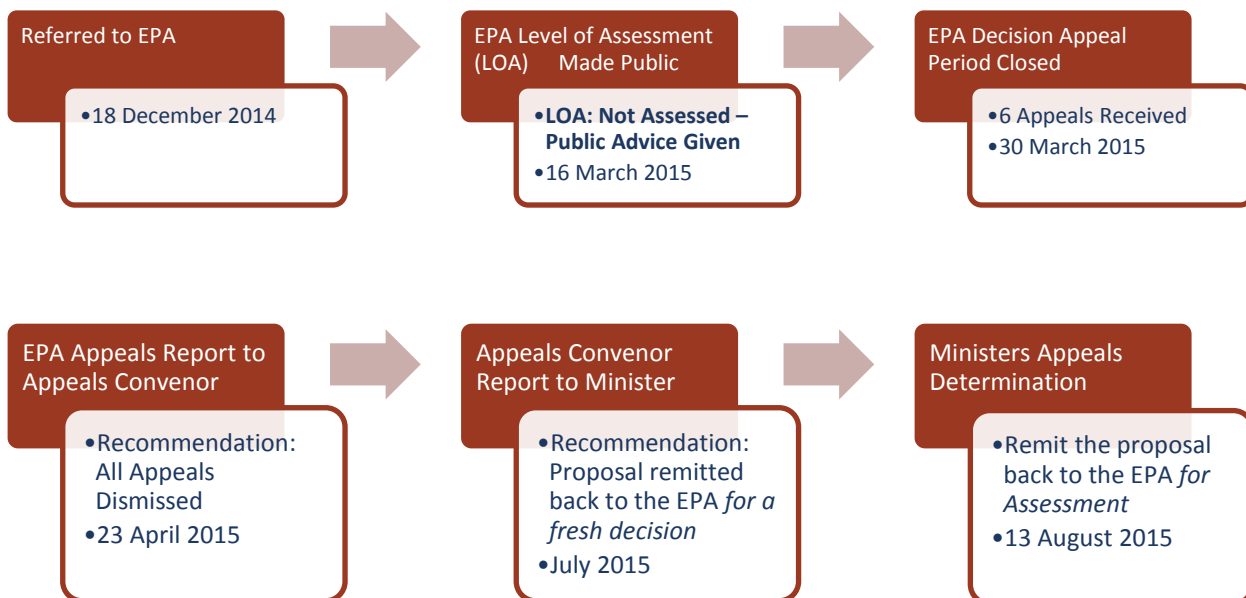 Referred to EPA
•18 December 2014
EPA Level of Assessment
(LOA) Made Public
•LOA: Not Assessed –
Public Advice Given
•16 March 2015
EPA Decision Appeal
Period Closed
•6 Appeals Received
•30 March 2015
EPA Appeals Report to
Appeals Convenor
•Recommendation:
All Appeals
Dismissed
•23 April 2015
Appeals Convenor
Report to Minister
•Recommendation:
Proposal remitted
back to the EPA for a
fresh decision
•July 2015
Ministers Appeals
Determination
•Remit the proposal
back to the EPA for
Assessment
•13 August 2015